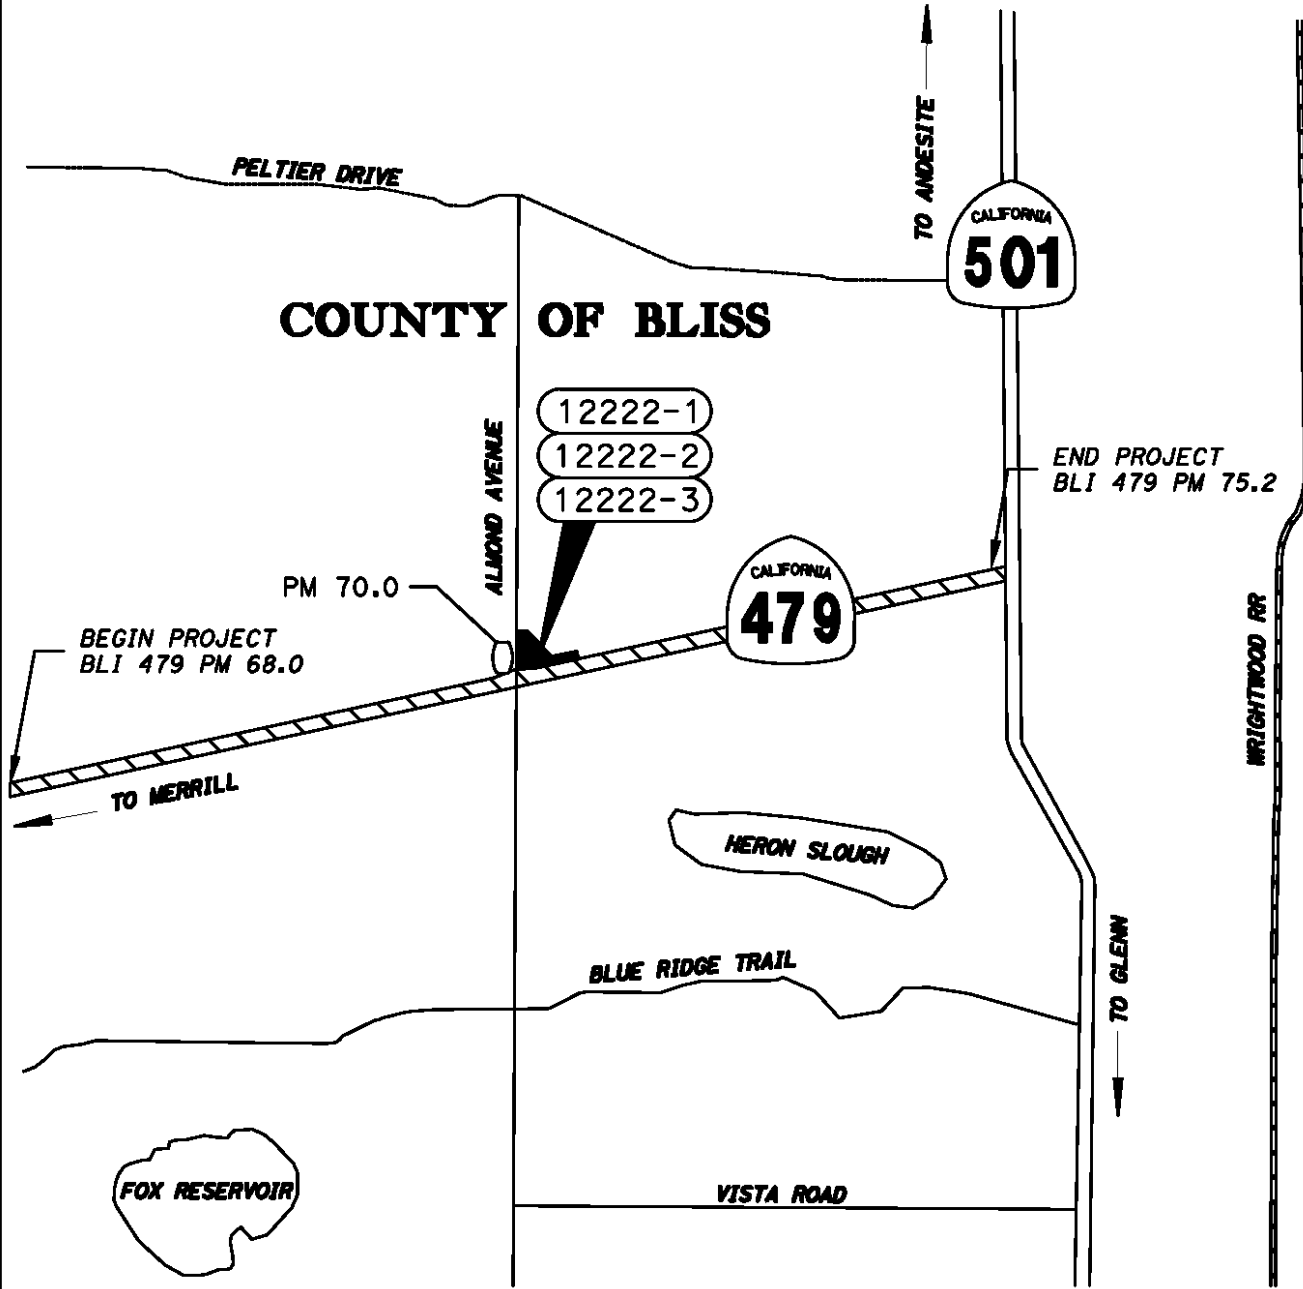 TO ANDESITE
PELTIER DRIVE
CALIFORNIA
501
COUNTY OF BLISS
12222-1
12222-2
12222-3
ALMOND AVENUE
END PROJECT
BLI 479 PM 75.2
CALIFORNIA
479
PM 70.0
BEGIN PROJECT
BLI 479 PM 68.0
WRIGHTWOOD RR
TO MERRILL
HERON SLOUGH
BLUE RIDGE TRAIL
TO GLENN
FOX RESERVOIR
VISTA ROAD